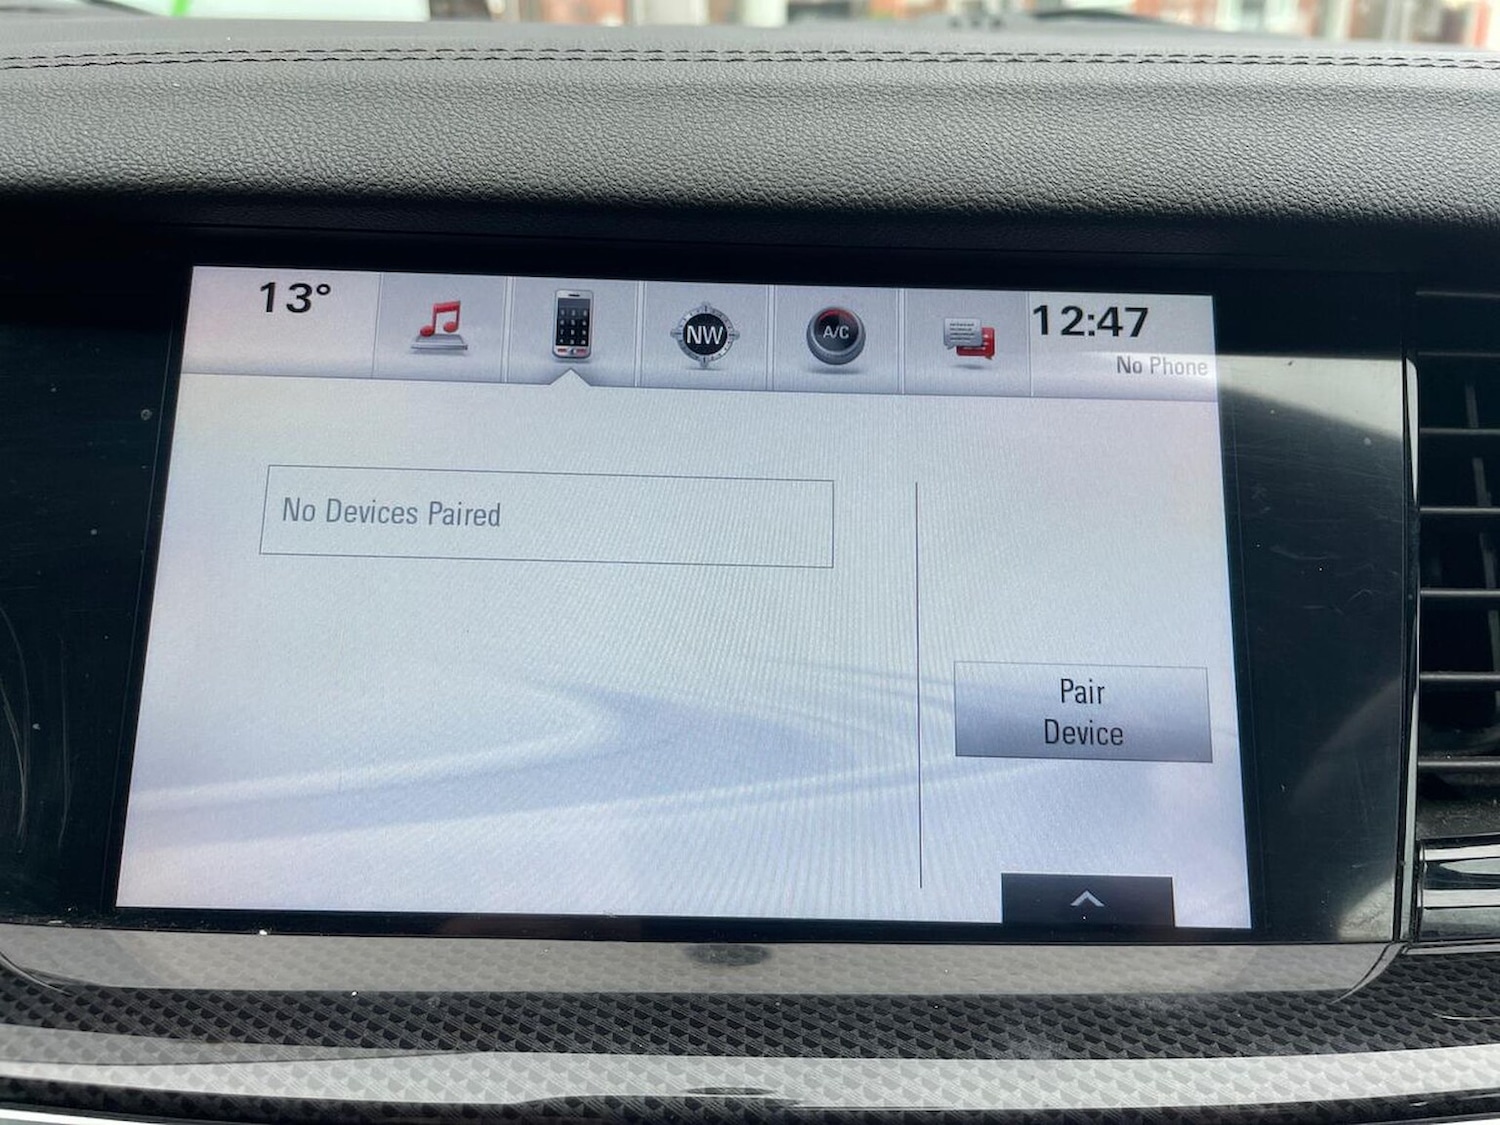 13°
NW
A/C
12:47
No Phone
No Devices Paired
Pair
Device